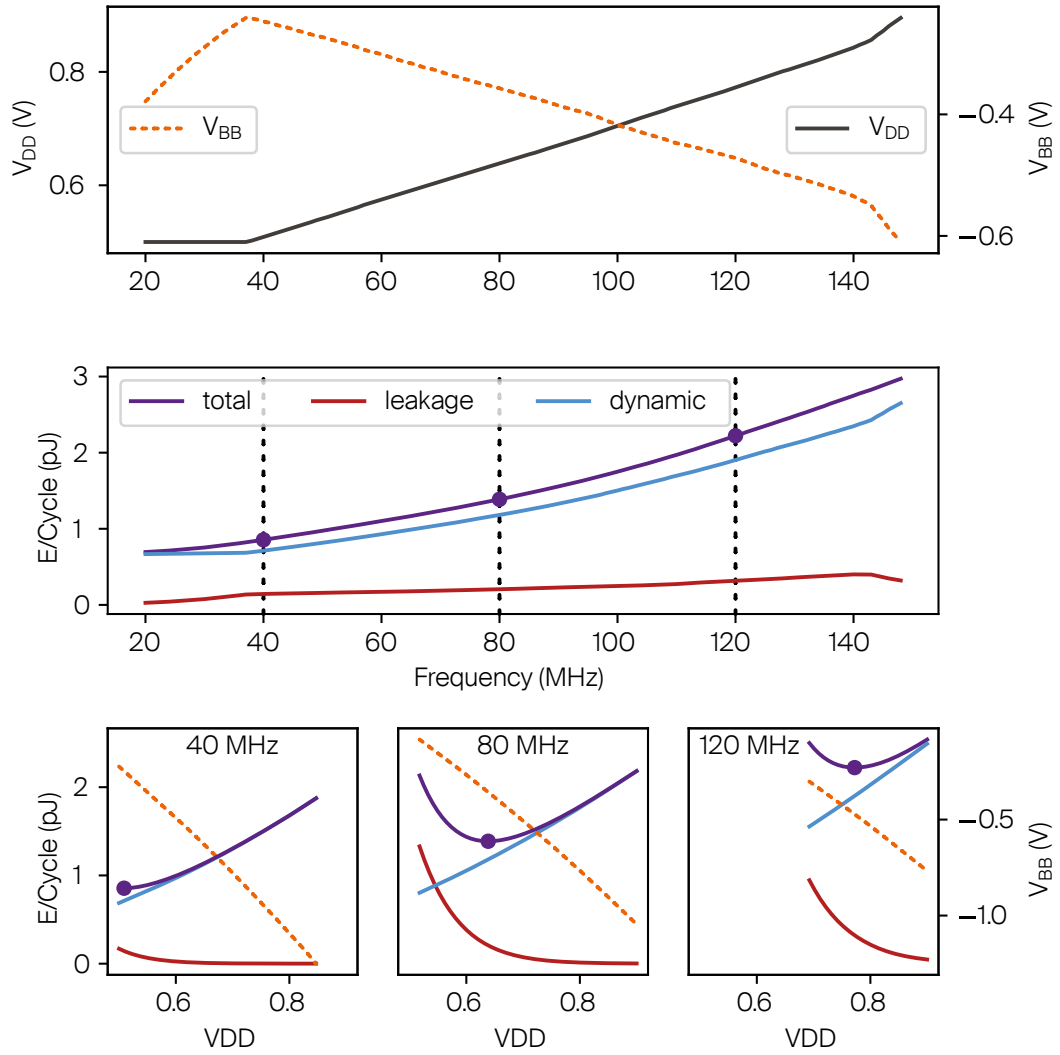 V_DD (V)
0.8
0.6
V_BB
V_DD
−0.4
−0.6
V_BB (V)
20 40 60 80 100 120 140
E/Cycle (pJ)
3
2
1
0
total leakage dynamic
20 40 60 80 100 120 140
Frequency (MHz)
E/Cycle (pJ)
2
1
0
40 MHz
80 MHz
120 MHz
−0.5
−1.0
V_BB (V)
0.6 0.8
0.6 0.8
0.6 0.8
VDD
VDD
VDD